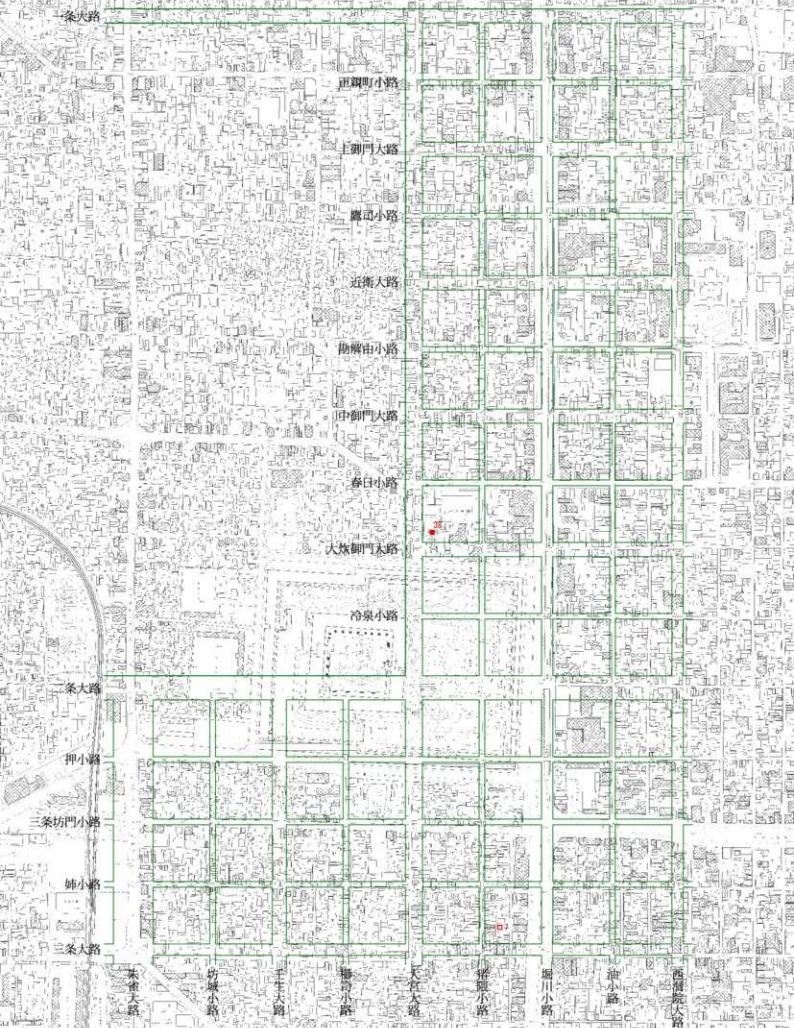 一条大路
正親町小路
土御門大路
鷹司小路
近衛大路
勘解由小路
中御門大路
春日小路
38
大炊御門大路
冷泉小路
二条大路
押小路
三条坊門小路
姉小路
7
三条大路
朱雀大路
坊城小路
壬生大路
櫛笥小路
大宮大路
猪隈小路
堀川小路
油小路
西洞院大路